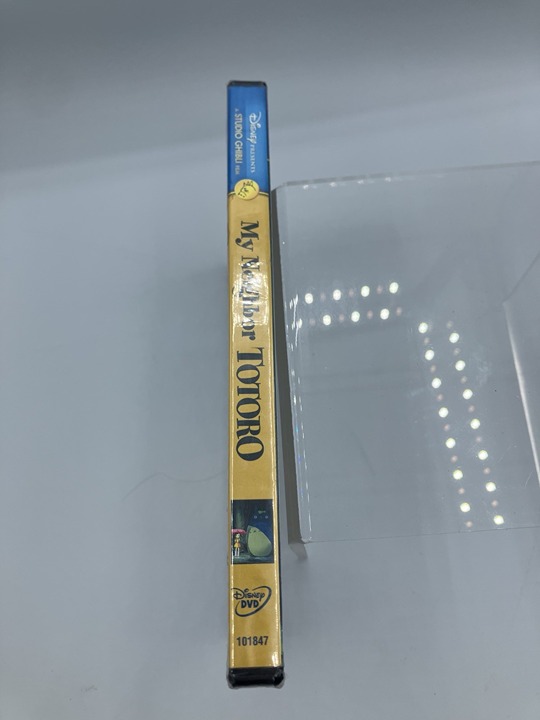 Disney PRESENTS
A STUDIO GHIBLI FILM
My Neighbor TOTORO
Disney
DVD
101847